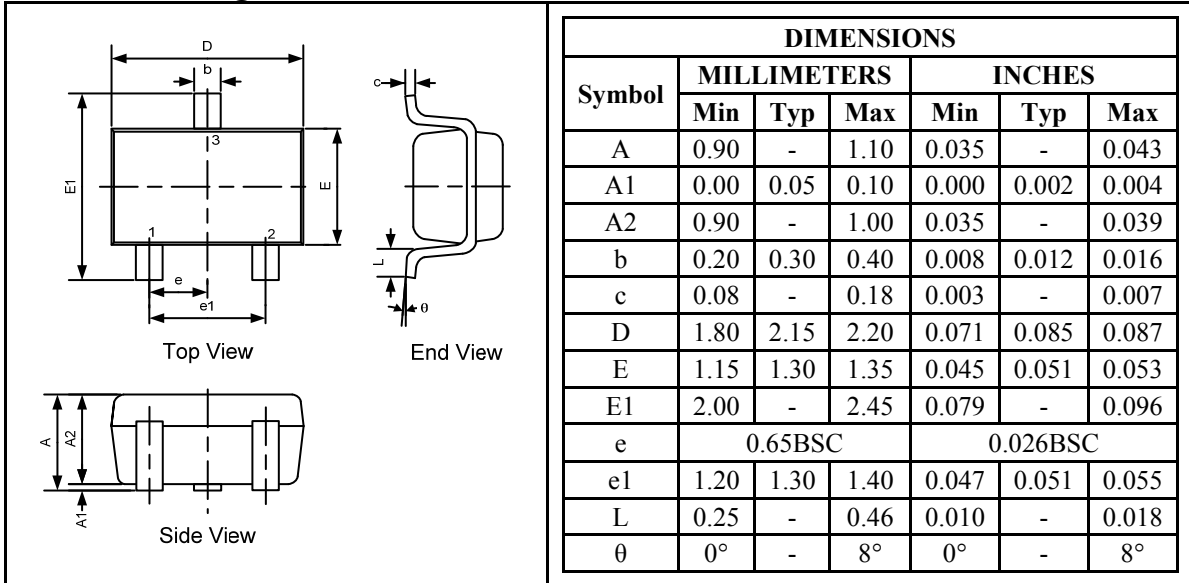 D
b
c
3
E1
E
1
2
e
e1
L
θ
Top View
End View
A
A2
A1
Side View
DIMENSIONS
Symbol MILLIMETERS INCHES
Min Typ Max Min Typ Max
A 0.90 - 1.10 0.035 - 0.043
A1 0.00 0.05 0.10 0.000 0.002 0.004
A2 0.90 - 1.00 0.035 - 0.039
b 0.20 0.30 0.40 0.008 0.012 0.016
c 0.08 - 0.18 0.003 - 0.007
D 1.80 2.15 2.20 0.071 0.085 0.087
E 1.15 1.30 1.35 0.045 0.051 0.053
E1 2.00 - 2.45 0.079 - 0.096
e 0.65BSC 0.026BSC
e1 1.20 1.30 1.40 0.047 0.051 0.055
L 0.25 - 0.46 0.010 - 0.018
θ 0° - 8° 0° - 8°